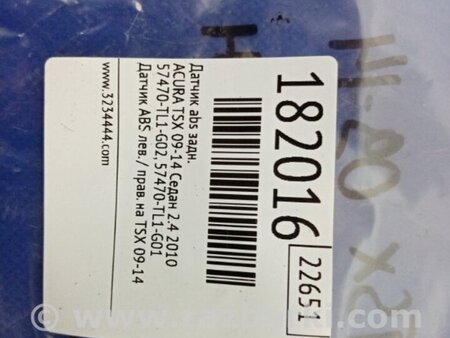 182016
22651
Датчик abs задн.
ACURA TSX 09-14 Седан 2.4 2010
57470-TL1-G02,57470-TL1-G01
Датчик ABS лев./ прав.на TSX 09-14
www.3234444.com